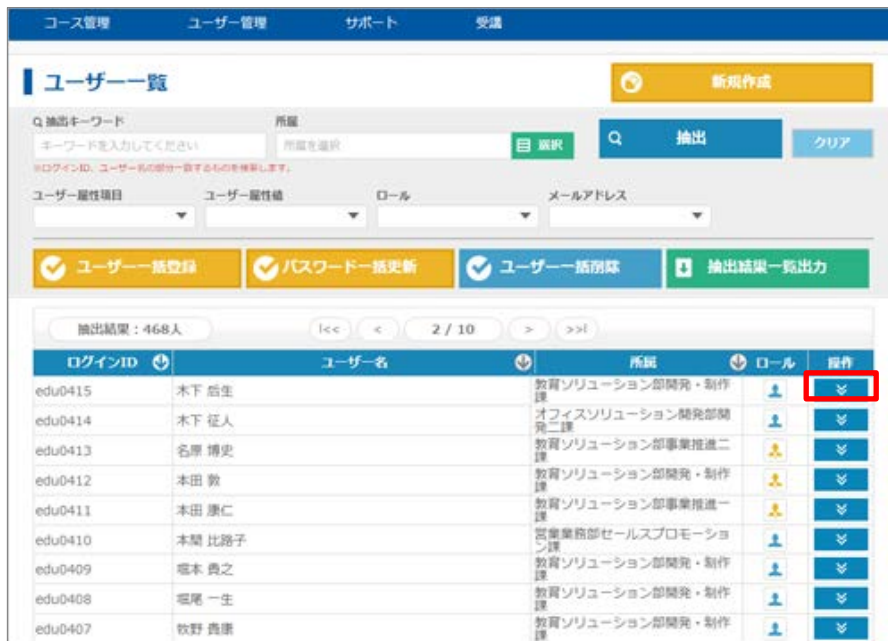 コース管理 ユーザー管理 サポート 受講
ユーザー一覧 新規作成
抽出キーワード 所属
キーワードを入力してください 所属を選択 選択 抽出 クリア
※ログインID、ユーザー名の部分一致するものを検索します。
ユーザー属性項目 ユーザー属性値 ロール メールアドレス
ユーザー一括登録 パスワード一括更新 ユーザー一括削除 抽出結果一覧出力
抽出結果：468人 |<< < 2 / 10 > >>|
ログインID ユーザー名 所属 ロール 操作
edu0415 木下 后生 教育ソリューション部開発・制作
課
edu0414 木下 征人 オフィスソリューション開発部開
発二課
edu0413 名原 博史 教育ソリューション部事業推進二
課
edu0412 本田 敦 教育ソリューション部開発・制作
課
edu0411 本田 康仁 教育ソリューション部事業推進一
課
edu0410 本間 比路子 営業業務部セールスプロモーショ
ン課
edu0409 堀本 貴之 教育ソリューション部開発・制作
課
edu0408 堀尾 一生 教育ソリューション部開発・制作
課
edu0407 牧野 貴康 教育ソリューション部開発・制作
課